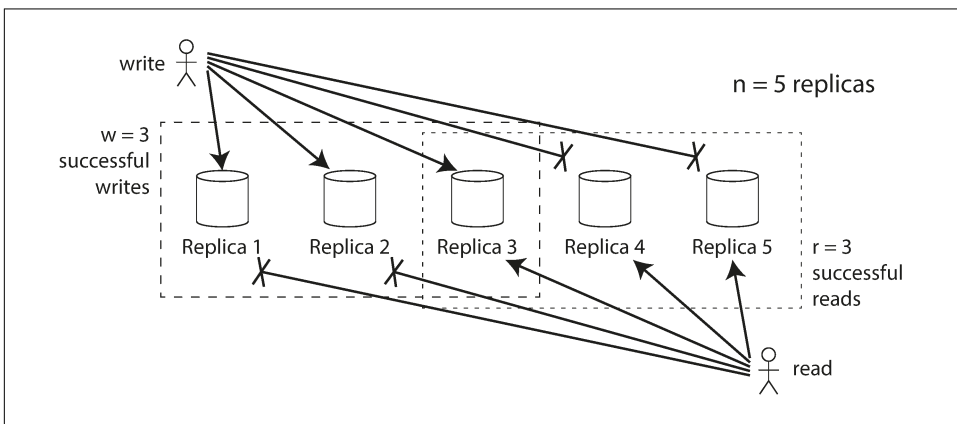 write
n = 5 replicas
w = 3
successful
writes
Replica 1
Replica 2
Replica 3
Replica 4
Replica 5
r = 3
successful
reads
read